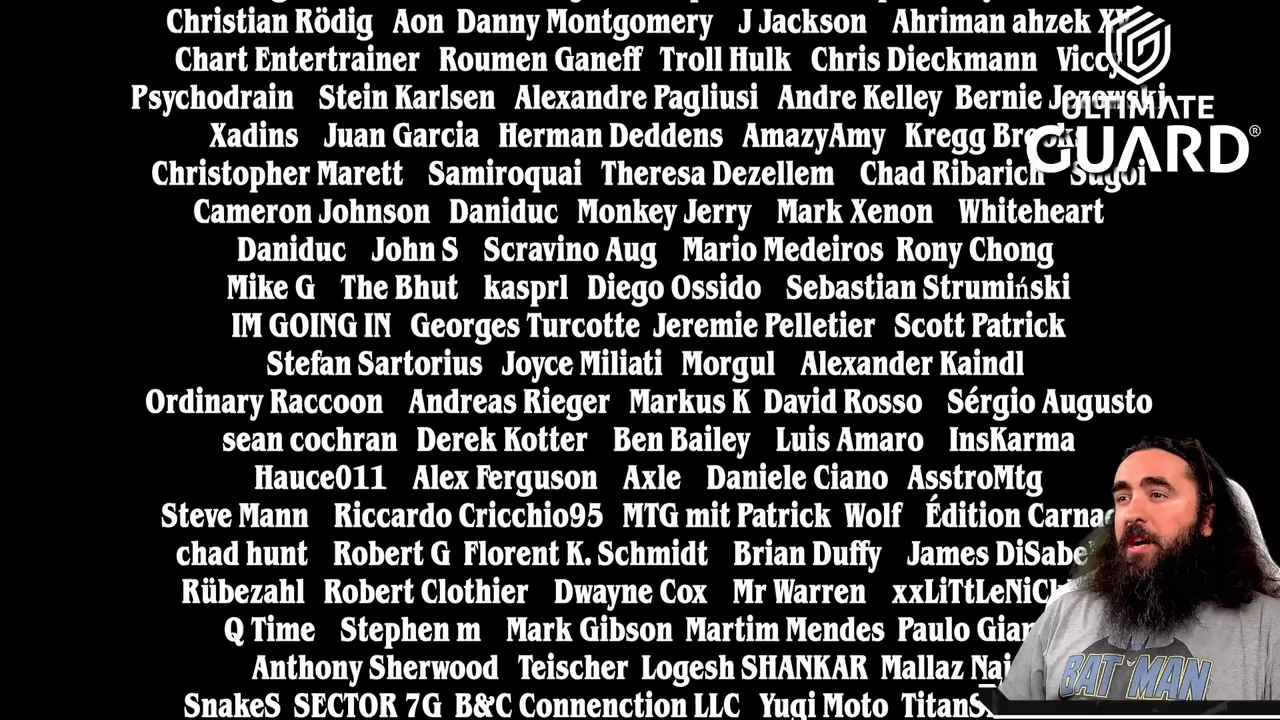 Christian Rödig Aon Danny Montgomery J Jackson Ahriman ahzek
Chart Entertrainer Roumen Ganeff Troll Hulk Chris Dieckmann
Psychodrain Stein Karlsen Alexandre Pagliusi Andre Kelley Bernie
Xadins Juan Garcia Herman Deddens AmazyAmy Kregg
Christopher Marett Samiroquai Theresa Dezellem Chad Ribarich Sugoi
Cameron Johnson Daniduc Monkey Jerry Mark Xenon Whiteheart
Daniduc John S Scravino Aug Mario Medeiros Rony Chong
Mike G The Bhut kasprl Diego Ossido Sebastian Strumiński
IM GOING IN Georges Turcotte Jeremie Pelletier Scott Patrick
Stefan Sartorius Joyce Miliati Morgul Alexander Kaindl
Ordinary Raccoon Andreas Rieger Markus K David Rosso Sérgio Augusto
sean cochran Derek Kotter Ben Bailey Luis Amaro InsKarma
Hauce011 Alex Ferguson Axle Daniele Ciano AsstroMtg
Steve Mann Riccardo Cricchio95 MTG mit Patrick Wolf Édition
chad hunt Robert G Florent K. Schmidt Brian Duffy James
Rübezahl Robert Clothier Dwayne Cox Mr Warren
Q Time Stephen m Mark Gibson Martim Mendes Paulo
Anthony Sherwood Teischer Logesh SHANKAR Mallaz
SnakeS SECTOR 7G B&C Connenction LLC Yugi Moto
ULTIMATE
GUARD®
BAT MAN